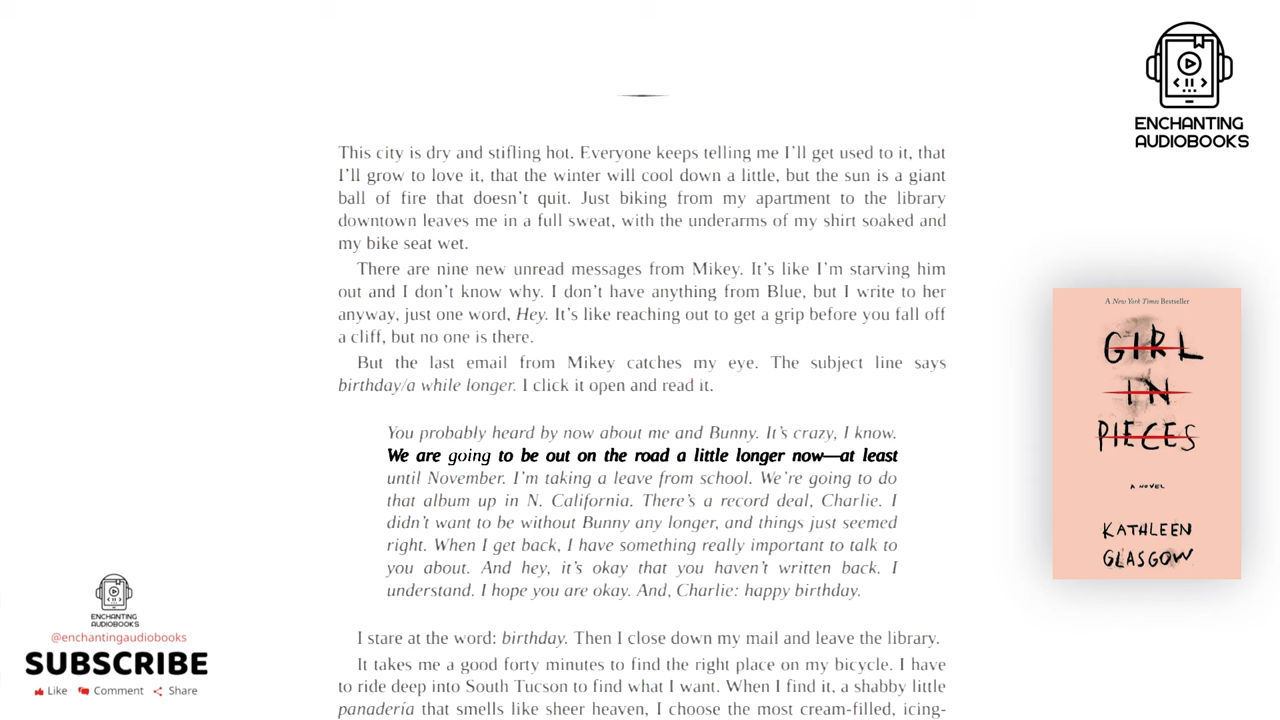 This city is dry and stifling hot. Everyone keeps telling me I'll get used to it, that
I'll grow to love it, that the winter will cool down a little, but the sun is a giant
ball of fire that doesn't quit. Just biking from my apartment to the library
downtown leaves me in a full sweat, with the underarms of my shirt soaked and
my bike seat wet.
There are nine new unread messages from Mikey. It's like I'm starving him
out and I don't know why. I don't have anything from Blue, but I write to her
anyway, just one word, Hey. It's like reaching out to get a grip before you fall off
a cliff, but no one is there.
But the last email from Mikey catches my eye. The subject line says
birthday/a while longer. I click it open and read it.
You probably heard by now about me and Bunny. It's crazy, I know.
We are going to be out on the road a little longer now—at least
until November. I'm taking a leave from school. We're going to do
that album up in N. California. There's a record deal, Charlie. I
didn't want to be without Bunny any longer, and things just seemed
right. When I get back, I have something really important to talk to
you about. And hey, it's okay that you haven't written back. I
understand. I hope you are okay. And, Charlie: happy birthday.
I stare at the word: birthday. Then I close down my mail and leave the library.
It takes me a good forty minutes to find the right place on my bicycle. I have
to ride deep into South Tucson to find what I want. When I find it, a shabby little
panadería that smells like sheer heaven, I choose the most cream-filled, icing-
ENCHANTING
AUDIOBOOKS
A New York Times Bestseller
GIRL
IN
PIECES
A NOVEL
KATHLEEN
GLASGOW
ENCHANTING
AUDIOBOOKS
@enchantingaudiobooks
SUBSCRIBE
Like Comment Share